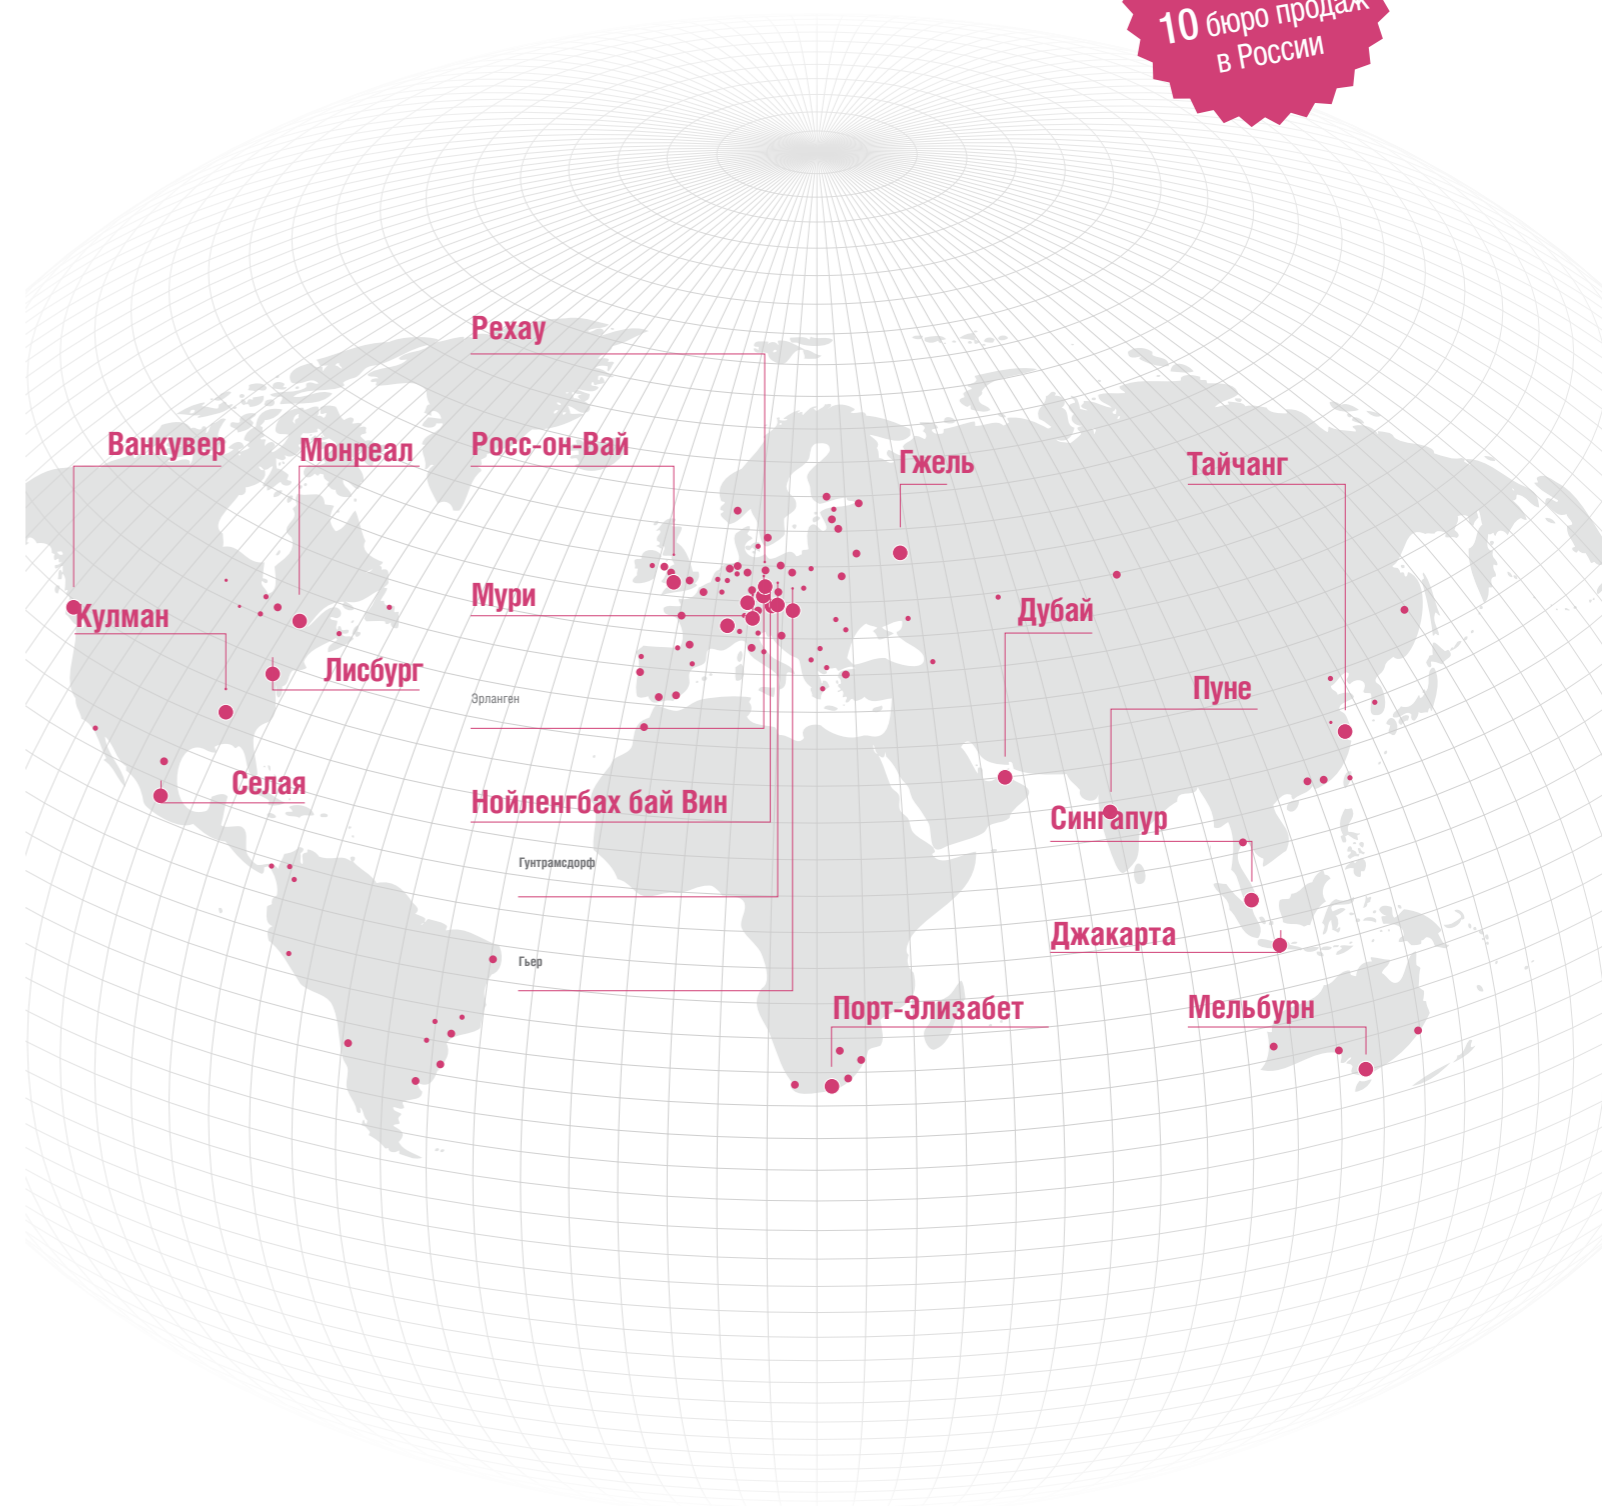 10 бюро продаж
в России
Рехау
Ванкувер
Монреал
Росс-он-Вай
Гжель
Тайчанг
Мури
Кулман
Дубай
Лисбург
Эрланген
Пуне
Селая
Нойленгбах бай Вин
Сингапур
Гунтрамсдорф
Джакарта
Гьер
Порт-Элизабет
Мельбурн